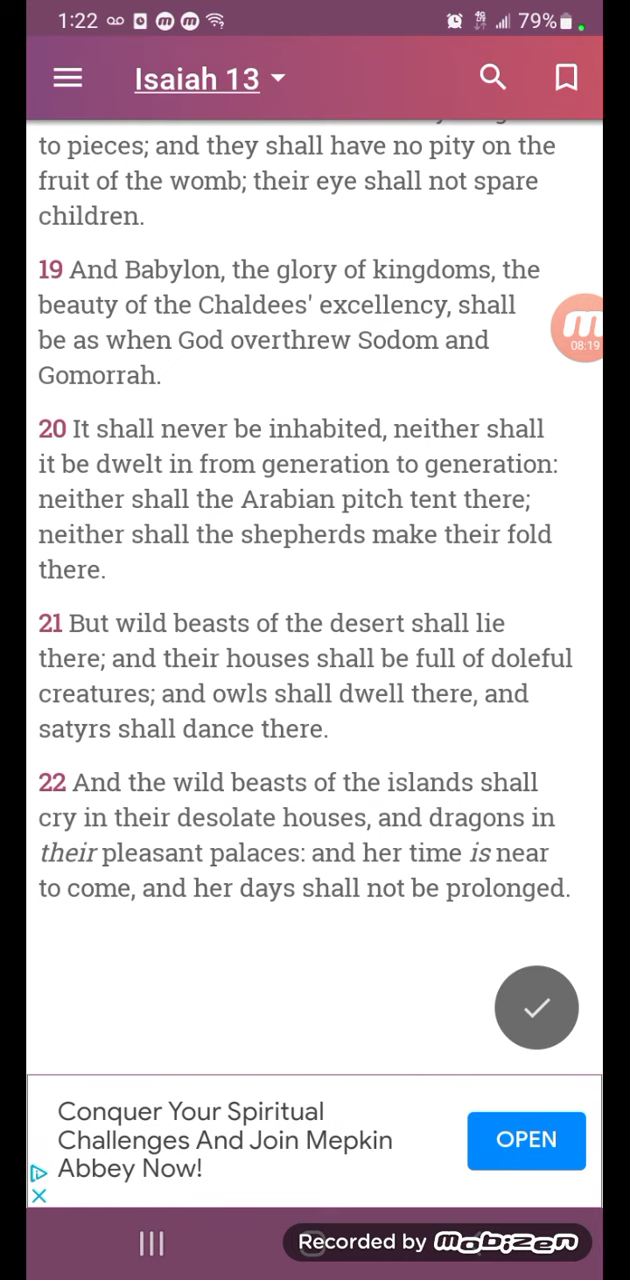 1:22
79%
Isaiah 13
to pieces; and they shall have no pity on the
fruit of the womb; their eye shall not spare
children.
19 And Babylon, the glory of kingdoms, the
beauty of the Chaldees' excellency, shall
be as when God overthrew Sodom and
Gomorrah.
08:19
20 It shall never be inhabited, neither shall
it be dwelt in from generation to generation:
neither shall the Arabian pitch tent there;
neither shall the shepherds make their fold
there.
21 But wild beasts of the desert shall lie
there; and their houses shall be full of doleful
creatures; and owls shall dwell there, and
satyrs shall dance there.
22 And the wild beasts of the islands shall
cry in their desolate houses, and dragons in
their pleasant palaces: and her time is near
to come, and her days shall not be prolonged.
Conquer Your Spiritual
Challenges And Join Mepkin
Abbey Now!
OPEN
Recorded by mobizen